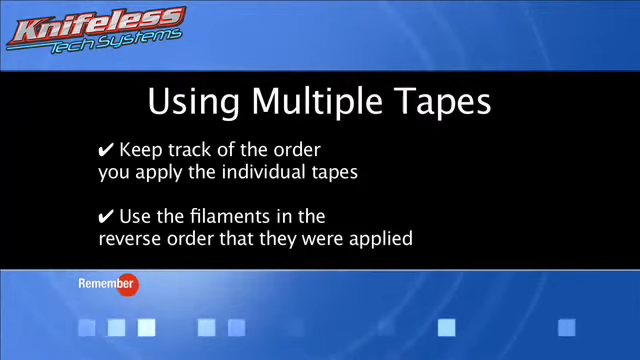 Knifeless
Tech Systems
Using Multiple Tapes
✔ Keep track of the order
you apply the individual tapes
✔ Use the filaments in the
reverse order that they were applied
Remember